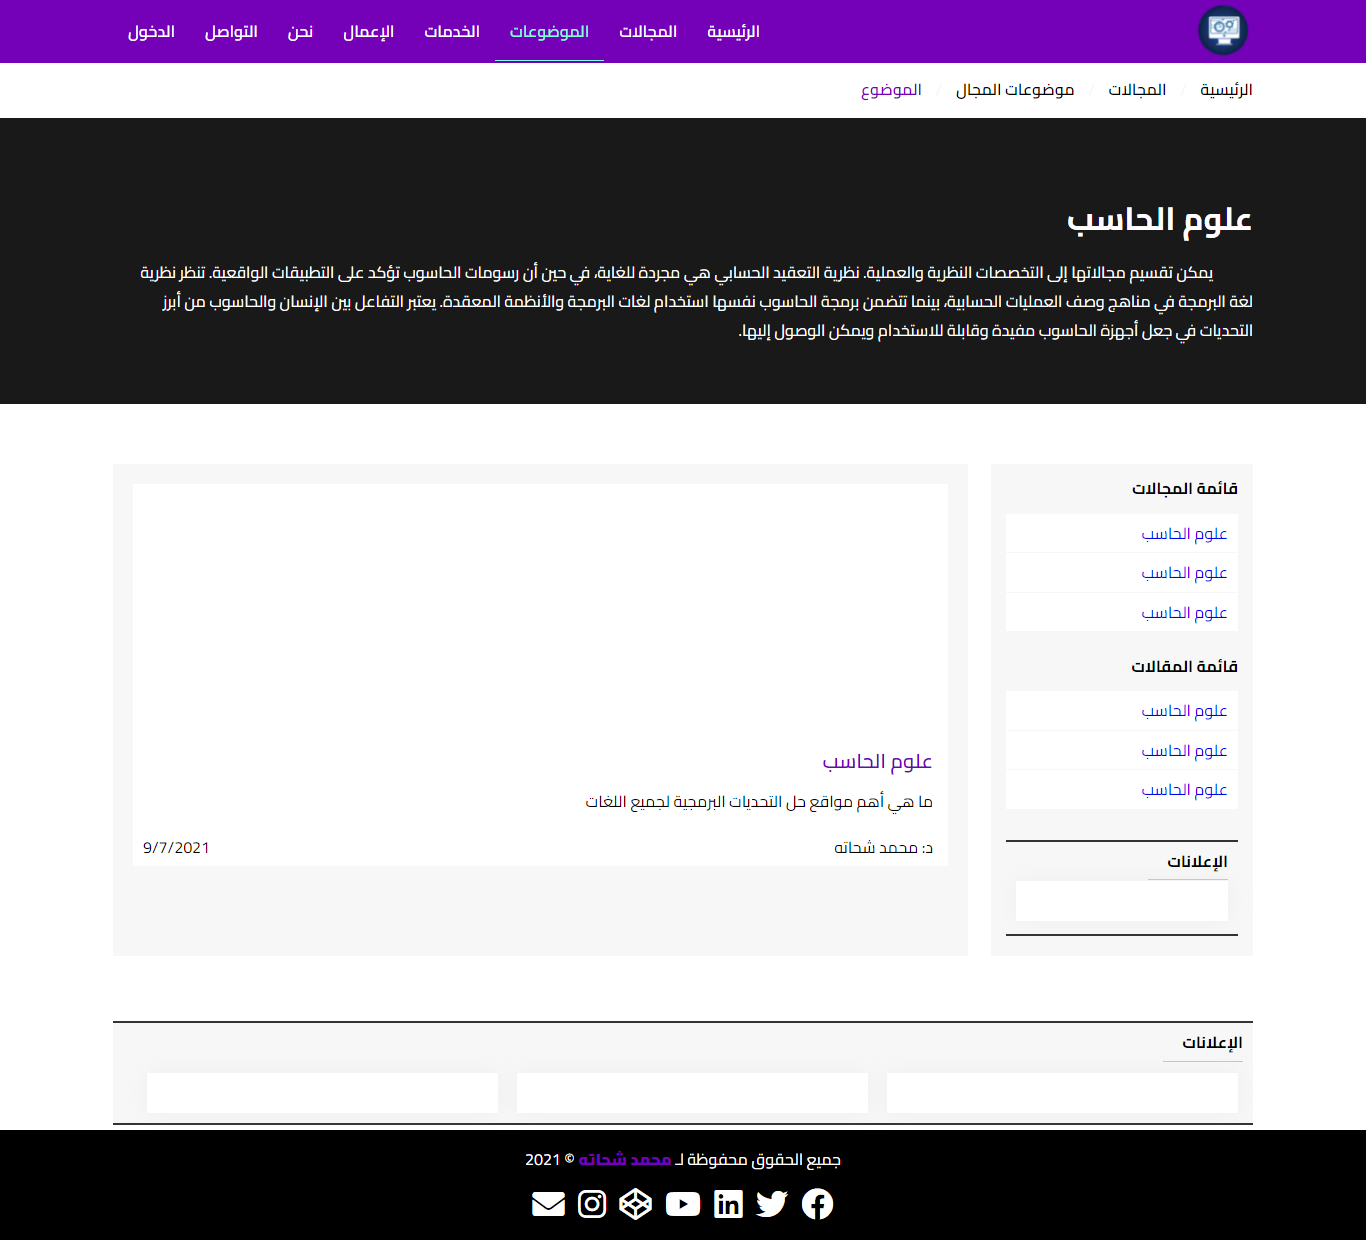 الرئيسية المجالات الموضوعات الخدمات الإعمال نحن التواصل الدخول
الرئيسية / المجالات / موضوعات المجال / الموضوع
علوم الحاسب
يمكن تقسيم مجالاتها إلى التخصصات النظرية والعملية. نظرية التعقيد الحسابي هي مجردة للغاية، في حين أن رسومات الحاسوب تؤكد على التطبيقات الواقعية. تنظر نظرية
لغة البرمجة في مناهج وصف العمليات الحسابية، بينما تتضمن برمجة الحاسوب نفسها استخدام لغات البرمجة والأنظمة المعقدة. يعتبر التفاعل بين الإنسان والحاسوب من أبرز
التحديات في جعل أجهزة الحاسوب مفيدة وقابلة للاستخدام ويمكن الوصول إليها.
قائمة المجالات
علوم الحاسب
علوم الحاسب
علوم الحاسب
قائمة المقالات
علوم الحاسب
علوم الحاسب
علوم الحاسب
الإعلانات
علوم الحاسب
ما هي أهم مواقع حل التحديات البرمجية لجميع اللغات
د: محمد شحاته 9/7/2021
الإعلانات
جميع الحقوق محفوظة لـ محمد شحاته © 2021